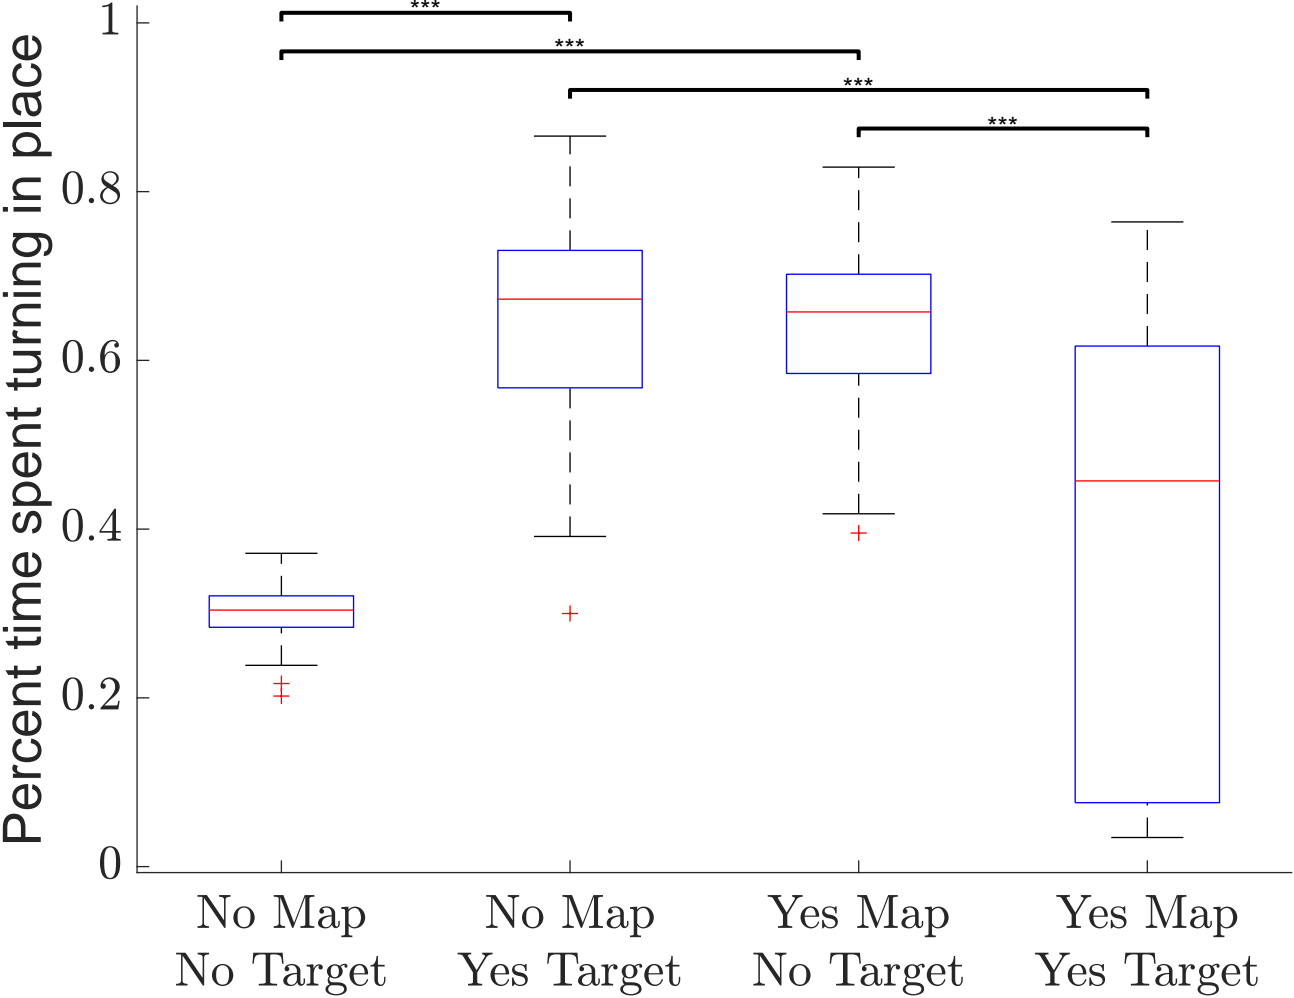 Percent time spent turning in place
1
0.8
0.6
0.4
0.2
0
***
***
***
***
No Map
No Target
No Map
Yes Target
Yes Map
No Target
Yes Map
Yes Target